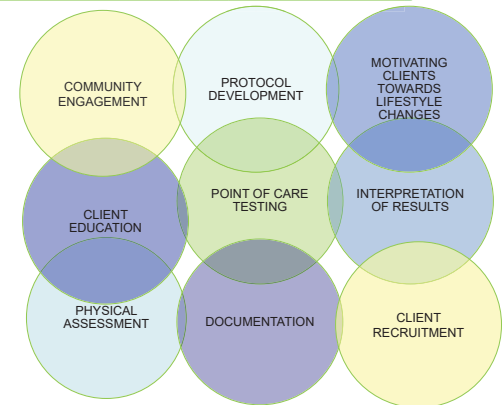 COMMUNITY
ENGAGEMENT
PROTOCOL
DEVELOPMENT
MOTIVATING
CLIENTS
TOWARDS
LIFESTYLE
CHANGES
CLIENT
EDUCATION
POINT OF CARE
TESTING
INTERPRETATION
OF RESULTS
PHYSICAL
ASSESSMENT
DOCUMENTATION
CLIENT
RECRUITMENT